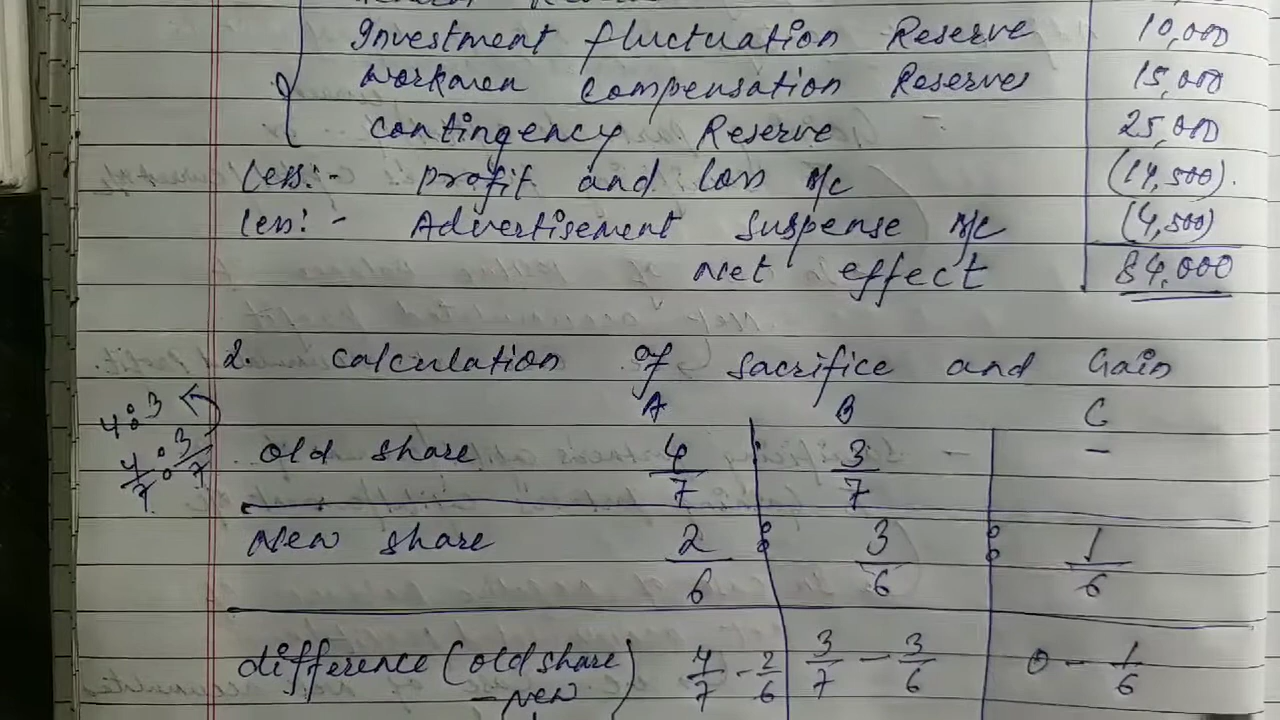 Investment fluctuation Reserve 10,000
workmen compensation Reserve 15,000
contingency Reserve 25,000
Less:- profit and loss A/c (14,500).
Less:- Advertisement suspense A/c (4,500)
Net effect 84,000
2. calculation of sacrifice and Gain
A B C
4:3
4/7 : 3/7
old share 4/7 : 3/7 -
New share 2/6 : 3/6 : 1/6
difference (old share 4/7 - 2/6 3/7 - 3/6 0 - 1/6
- new